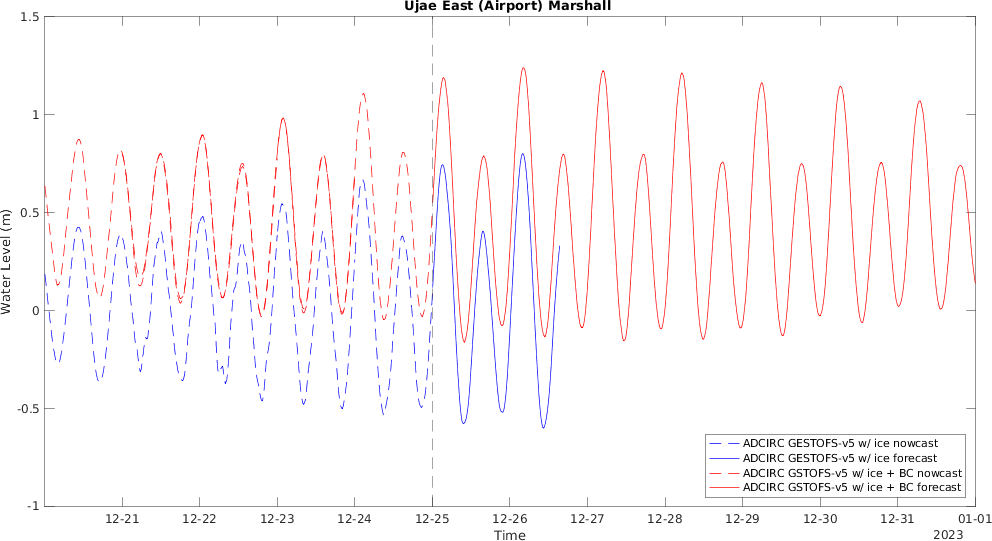 Ujae East (Airport) Marshall
1.5
1
0.5
0
-0.5
-1
Water Level (m)
12-21 12-22 12-23 12-24 12-25 12-26 12-27 12-28 12-29 12-30 12-31 01-01
Time
2023
ADCIRC GESTOFS-v5 w/ ice nowcast
ADCIRC GESTOFS-v5 w/ ice forecast
ADCIRC GSTOFS-v5 w/ ice + BC nowcast
ADCIRC GSTOFS-v5 w/ ice + BC forecast